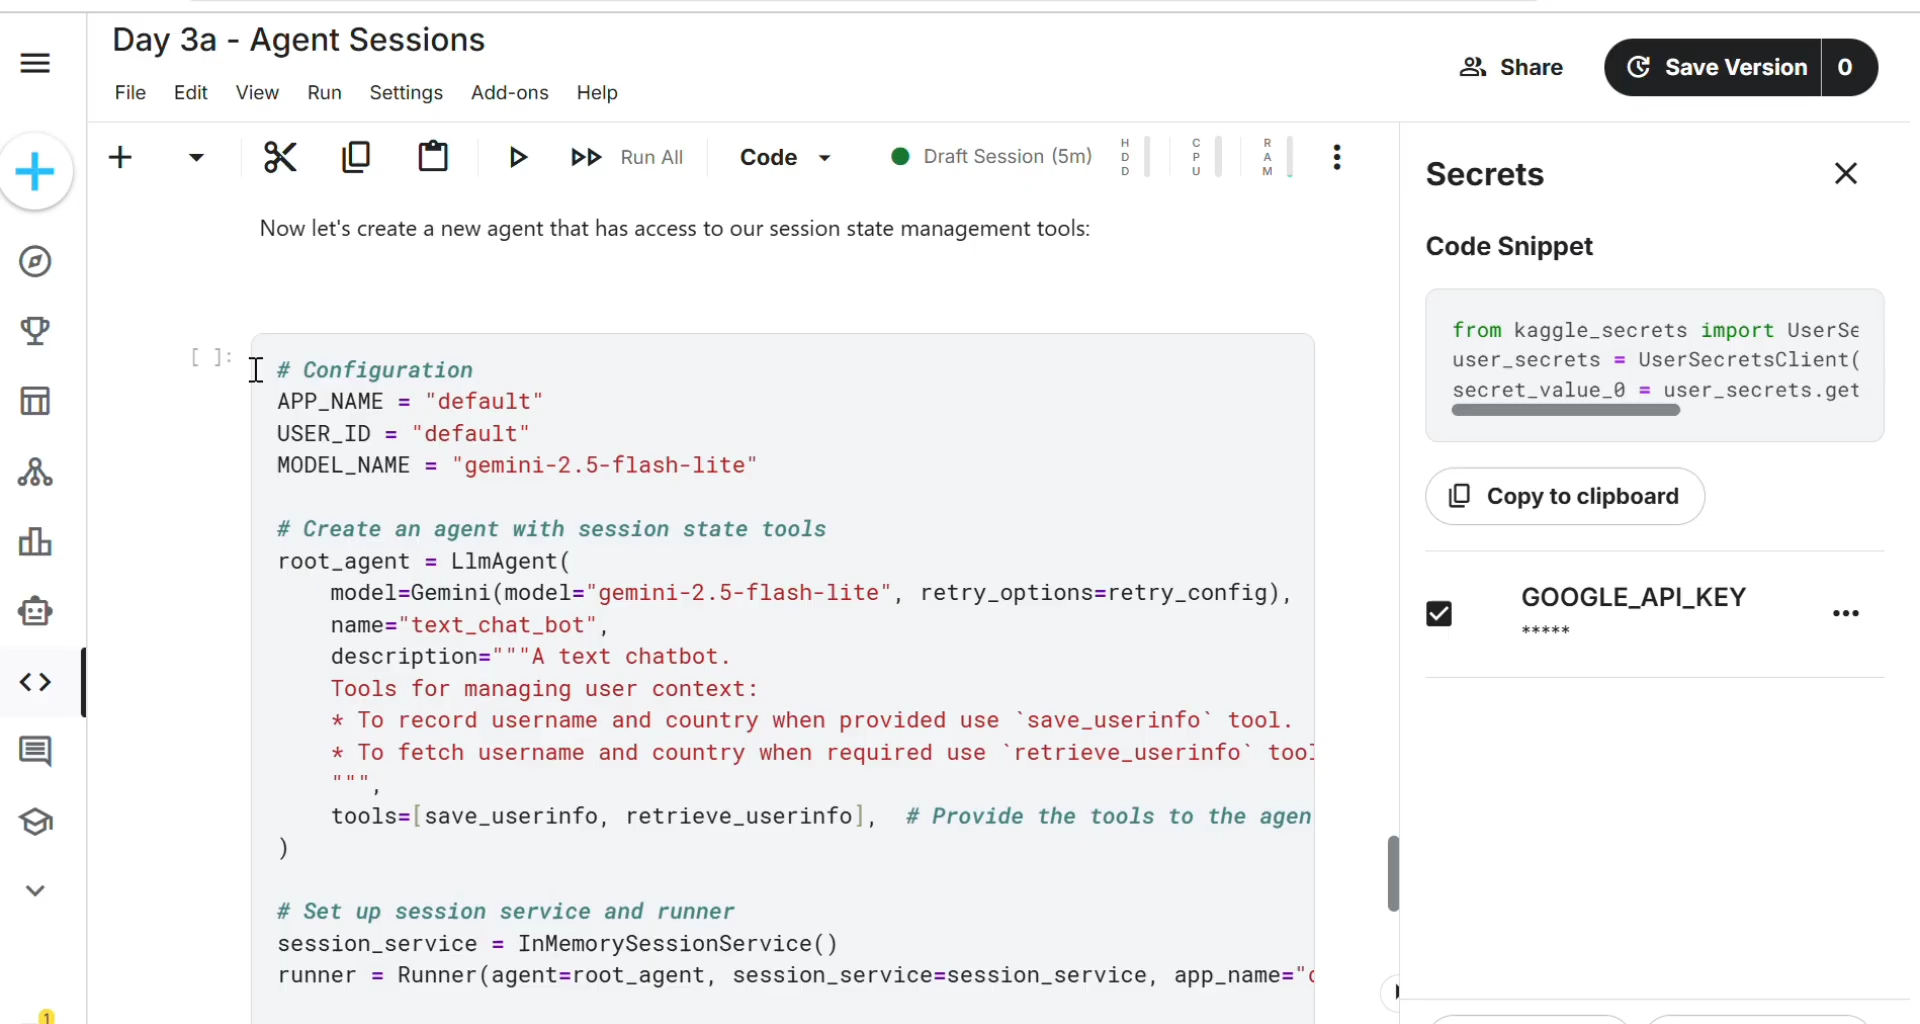 Day 3a - Agent Sessions
File Edit View Run Settings Add-ons Help
Share
Save Version 0
Run All
Code
Draft Session (5m)
HDD
CPU
RAM
Now let's create a new agent that has access to our session state management tools:
[ ]:
# Configuration
APP_NAME = "default"
USER_ID = "default"
MODEL_NAME = "gemini-2.5-flash-lite"
# Create an agent with session state tools
root_agent = LlmAgent(
    model=Gemini(model="gemini-2.5-flash-lite", retry_options=retry_config),
    name="text_chat_bot",
    description="""A text chatbot.
    Tools for managing user context:
    * To record username and country when provided use `save_userinfo` tool.
    * To fetch username and country when required use `retrieve_userinfo` tool
    """,
    tools=[save_userinfo, retrieve_userinfo],  # Provide the tools to the agen
)
# Set up session service and runner
session_service = InMemorySessionService()
runner = Runner(agent=root_agent, session_service=session_service, app_name="d
Secrets
Code Snippet
from kaggle_secrets import UserSe
user_secrets = UserSecretsClient(
secret_value_0 = user_secrets.get
Copy to clipboard
GOOGLE_API_KEY
*****
1